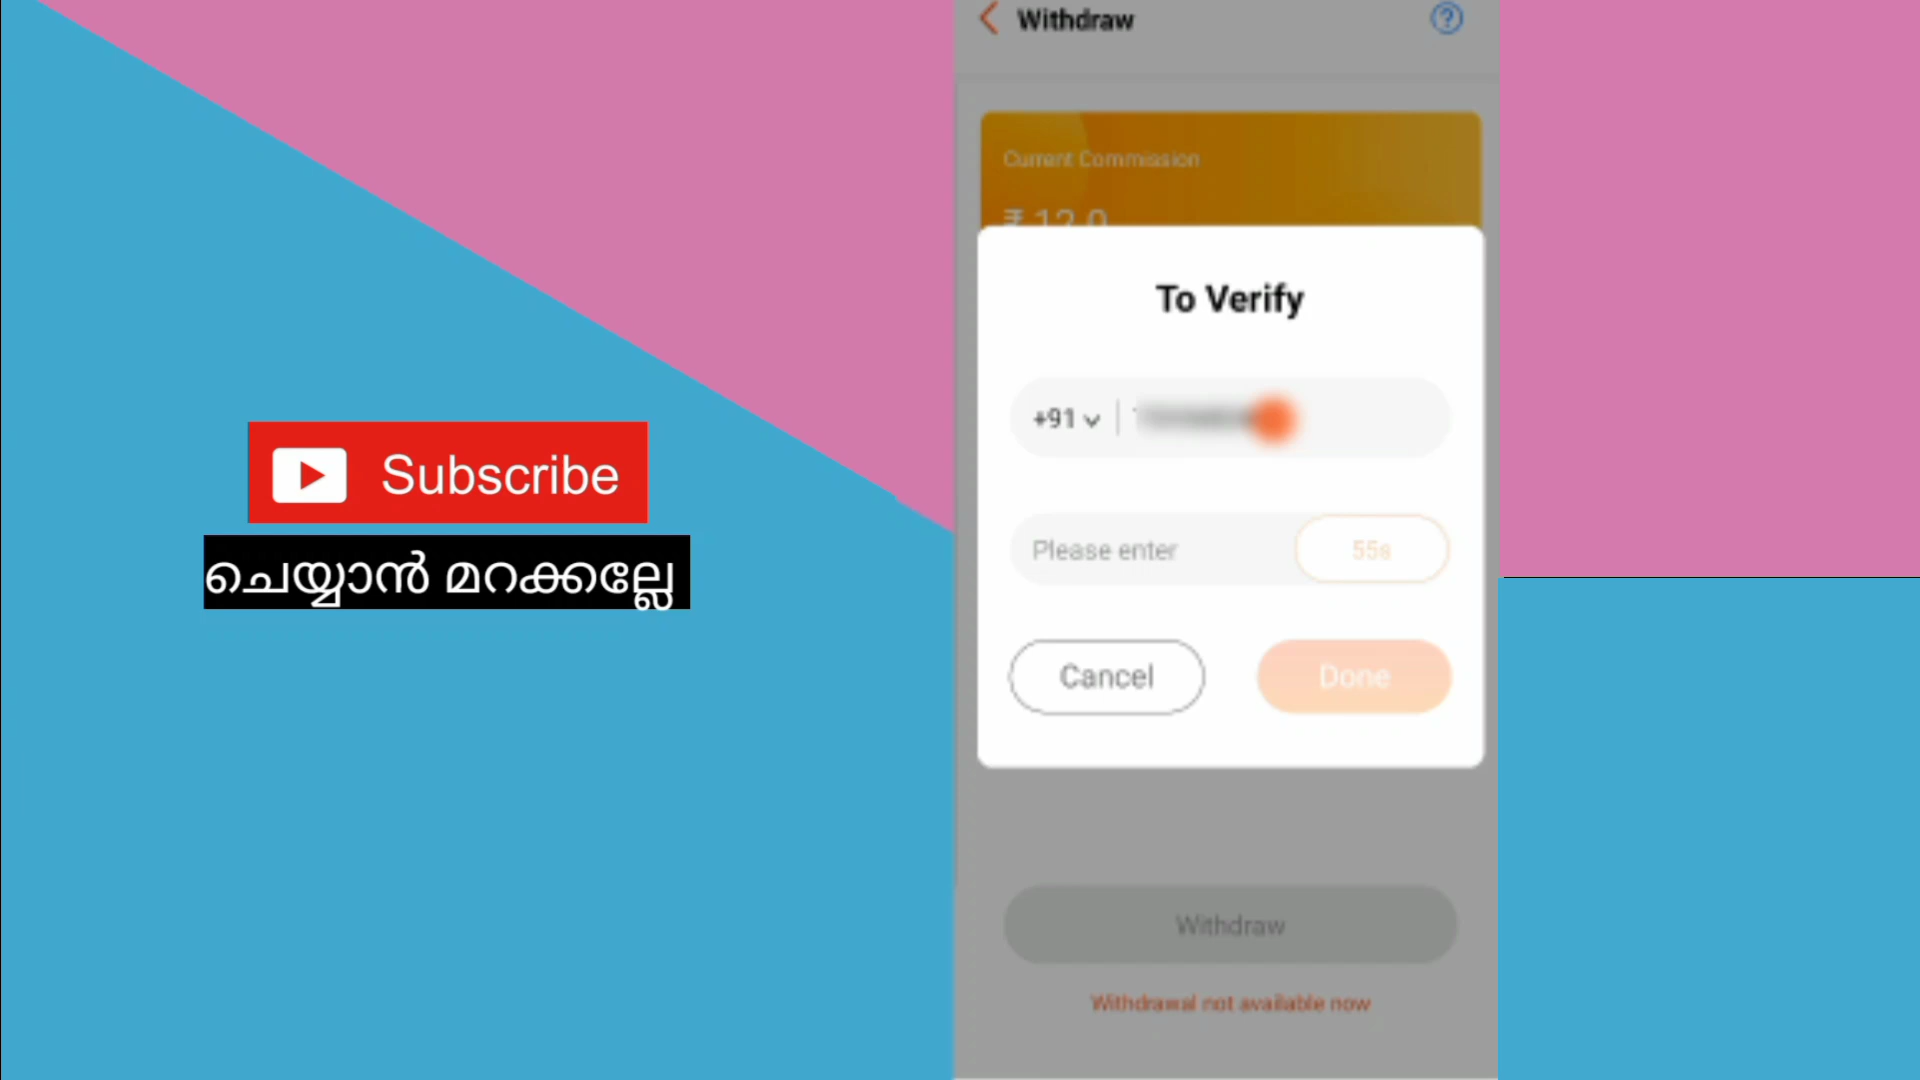 Withdraw
Current Commission
₹ 12.0
To Verify
+91
Please enter
55s
Cancel
Done
Withdraw
Withdrawal not available now
Subscribe
ചെയ്യാൻ മറക്കല്ലേ